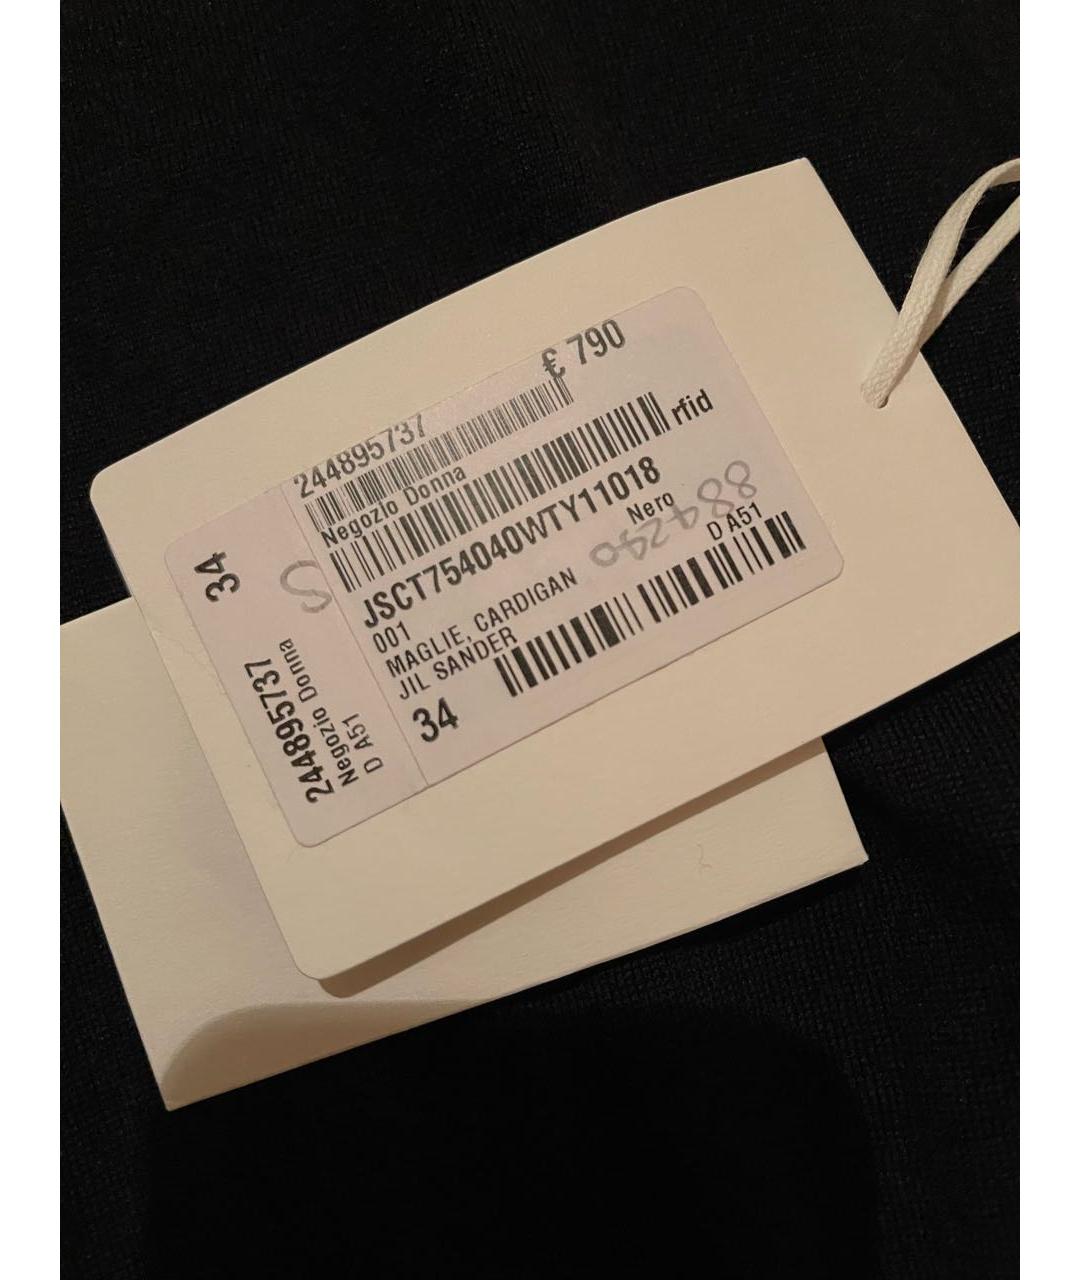 € 790
244895737
Negozio Donna
rfid
JSCT754040WTY11018
001
Nero
MAGLIE, CARDIGAN
D A51
JIL SANDER
34
884290
34
S
244895737
Negozio Donna
D A51